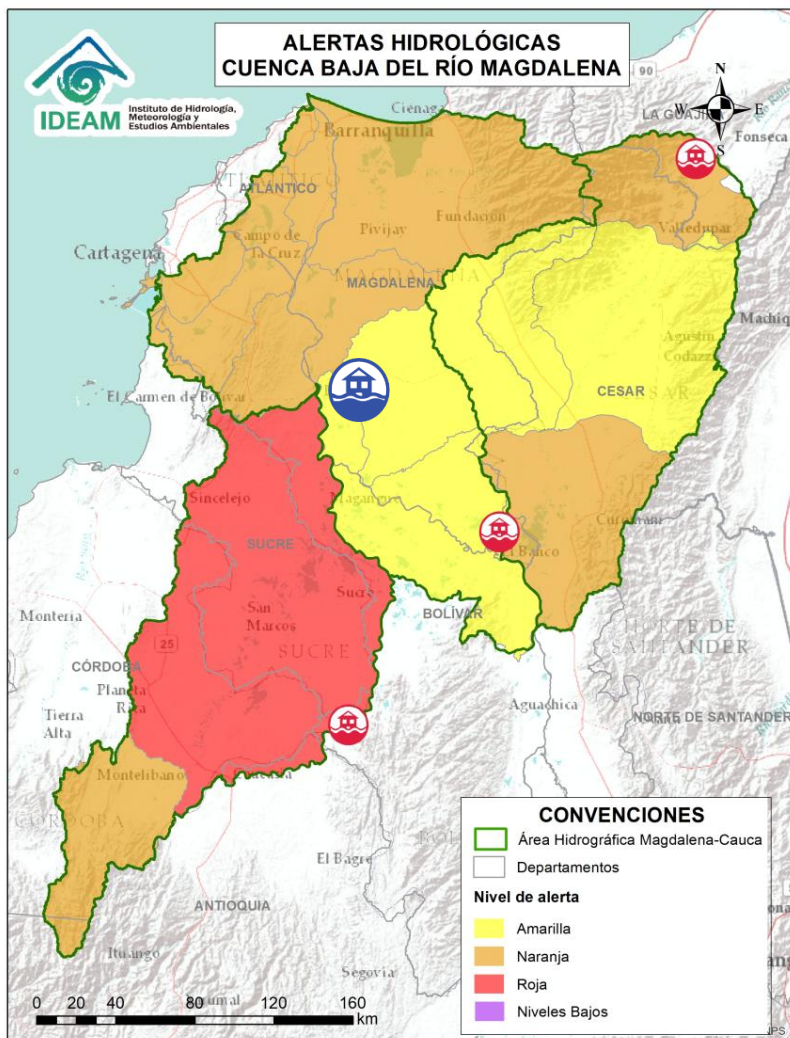 ALERTAS HIDROLÓGICAS
CUENCA BAJA DEL RÍO MAGDALENA
IDEAM
Instituto de Hidrología,
Meteorología y
Estudios Ambientales
N
W
E
S
90
Ciénaga
LA GUAJIRA
Fonseca
Barranquilla
ATLÁNTICO
Fundación
Pivijay
Campo de
la Cruz
Valledupar
Cartagena
MAGDALENA
MAGDALENA
Agustín
Codazzi
CESAR
El Carmen de Bolívar
Sincelejo
Magangué
Curumaní
El Banco
SUCRE
Sucre
BOLÍVAR
Montería
San
Marcos
25
SUCRE
NORTE DE
SANTANDER
CÓRDOBA
Planeta
Rica
Aguachica
Tierra
Alta
NORTE DE SANTANDER
Montelíbano
Caucasia
CÓRDOBA
El Bagre
ANTIOQUIA
Ituango
Segovia
CONVENCIONES
Área Hidrográfica Magdalena-Cauca
Departamentos
Nivel de alerta
Amarilla
Naranja
Roja
Niveles Bajos
0 20 40 80 120 160
km